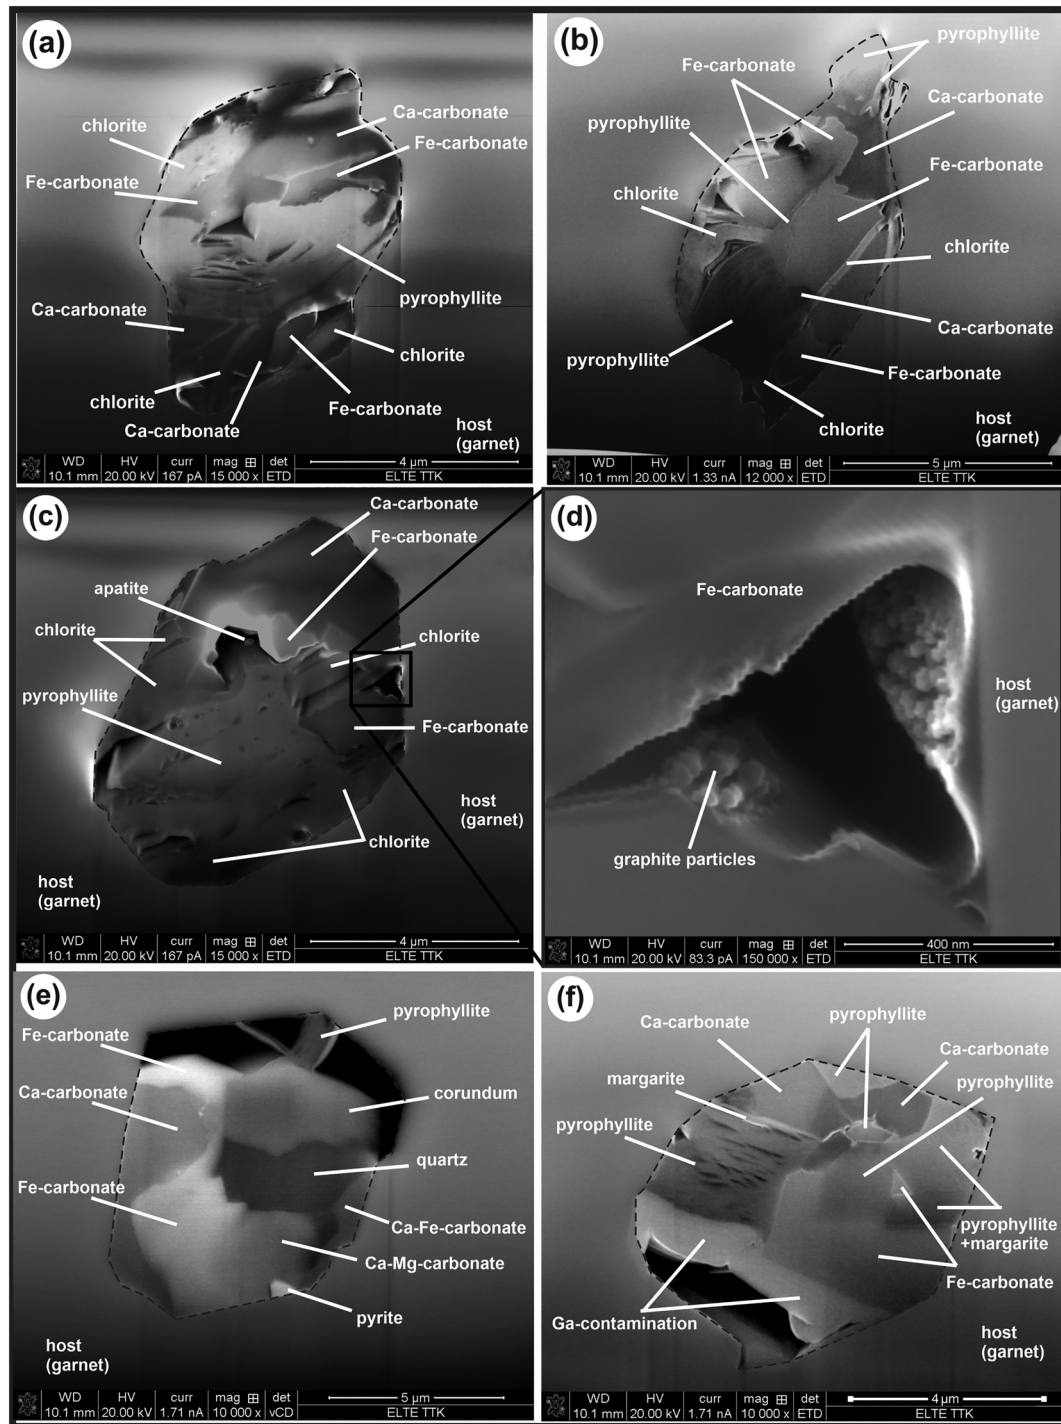 (a)
chlorite
Ca-carbonate
Fe-carbonate
Fe-carbonate
pyrophyllite
Ca-carbonate
chlorite
chlorite
Fe-carbonate
Ca-carbonate
host
(garnet)
WD HV curr mag det
10.1 mm 20.00 kV 167 pA 15 000 x ETD
4 µm
ELTE TTK
(b)
pyrophyllite
Fe-carbonate
Ca-carbonate
pyrophyllite
Fe-carbonate
chlorite
chlorite
Ca-carbonate
pyrophyllite
Fe-carbonate
chlorite
host
(garnet)
WD HV curr mag det
10.1 mm 20.00 kV 1.33 nA 12 000 x ETD
5 µm
ELTE TTK
(c)
Ca-carbonate
Fe-carbonate
apatite
chlorite
chlorite
pyrophyllite
Fe-carbonate
host
(garnet)
chlorite
host
(garnet)
WD HV curr mag det
10.1 mm 20.00 kV 167 pA 15 000 x ETD
4 µm
ELTE TTK
(d)
Fe-carbonate
host
(garnet)
graphite particles
WD HV curr mag det
10.1 mm 20.00 kV 83.3 pA 150 000 x ETD
400 nm
ELTE TTK
(e)
pyrophyllite
Fe-carbonate
Ca-carbonate
corundum
quartz
Fe-carbonate
Ca-Fe-carbonate
Ca-Mg-carbonate
pyrite
host
(garnet)
WD HV curr mag det
10.1 mm 20.00 kV 1.71 nA 10 000 x vCD
5 µm
ELTE TTK
(f)
Ca-carbonate
pyrophyllite
Ca-carbonate
margarite
pyrophyllite
pyrophyllite
pyrophyllite
+margarite
Fe-carbonate
Ga-contamination
host
(garnet)
WD HV curr mag det
10.1 mm 20.00 kV 1.71 nA 10 000 x ETD
4 µm
ELTE TTK